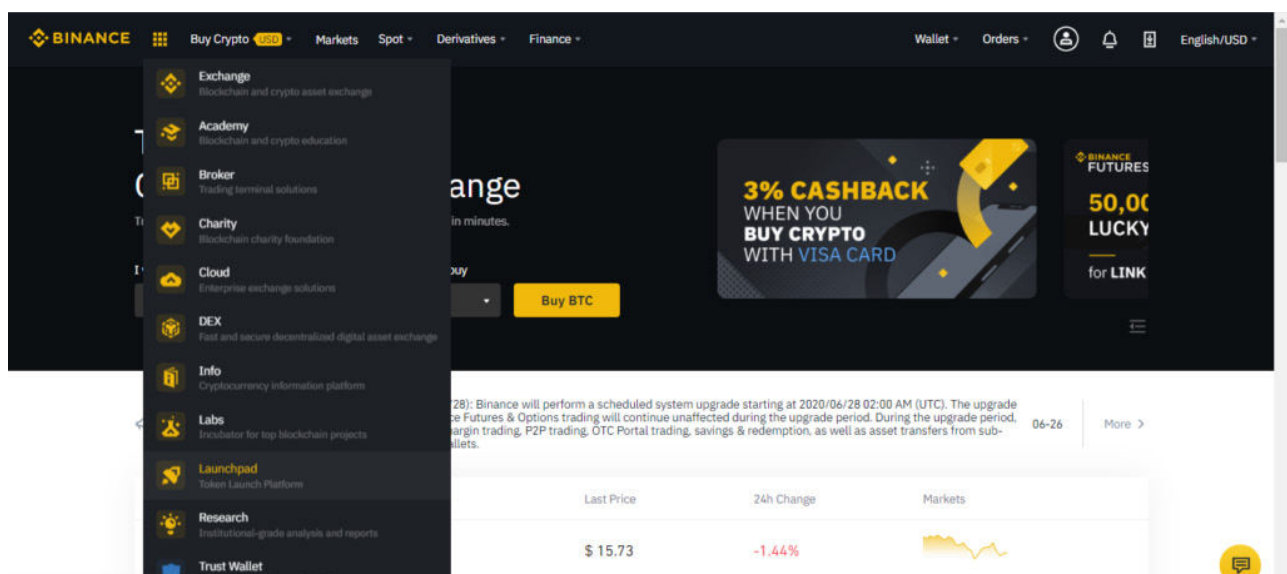 BINANCE
Buy Crypto USD
Markets
Spot
Derivatives
Finance
Wallet
Orders
English/USD
Exchange
Blockchain and crypto asset exchange
Academy
Blockchain and crypto education
Broker
Trading terminal solutions
Charity
Blockchain charity foundation
Cloud
Enterprise exchange solutions
DEX
Fast and secure decentralized digital asset exchange
Info
Cryptocurrency information platform
Labs
Incubator for top blockchain projects
Launchpad
Token Launch Platform
Research
Institutional-grade analysis and reports
Trust Wallet
ange
in minutes.
buy
Buy BTC
3% CASHBACK
WHEN YOU
BUY CRYPTO
WITH VISA CARD
BINANCE
FUTURES
50,00
LUCKY
for LINK
/28): Binance will perform a scheduled system upgrade starting at 2020/06/28 02:00 AM (UTC). The upgrade
ce Futures & Options trading will continue unaffected during the upgrade period. During the upgrade period,
argin trading, P2P trading, OTC Portal trading, savings & redemption, as well as asset transfers from sub-
allets.
06-26
More
Last Price
24h Change
Markets
$ 15.73
-1.44%